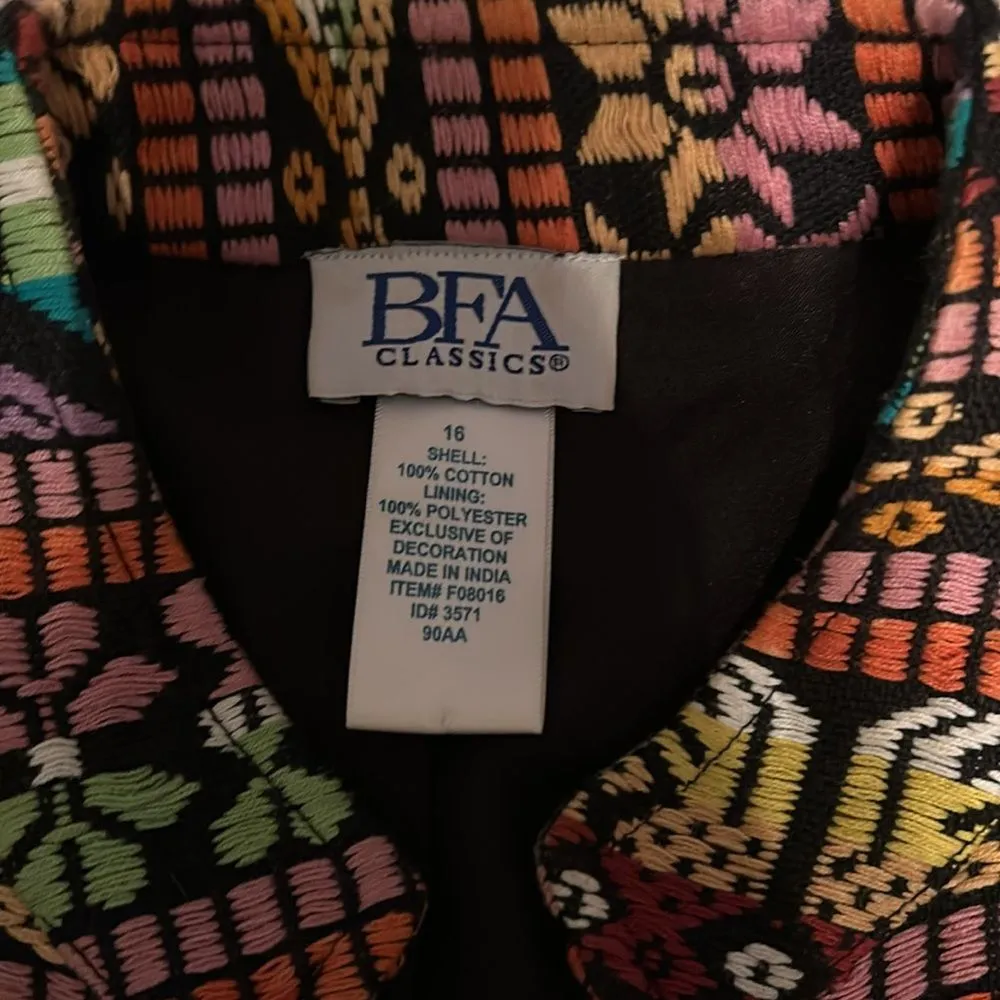 BFA
CLASSICS®
16
SHELL:
100% COTTON
LINING:
100% POLYESTER
EXCLUSIVE OF
DECORATION
MADE IN INDIA
ITEM# F08016
ID# 3571
90AA